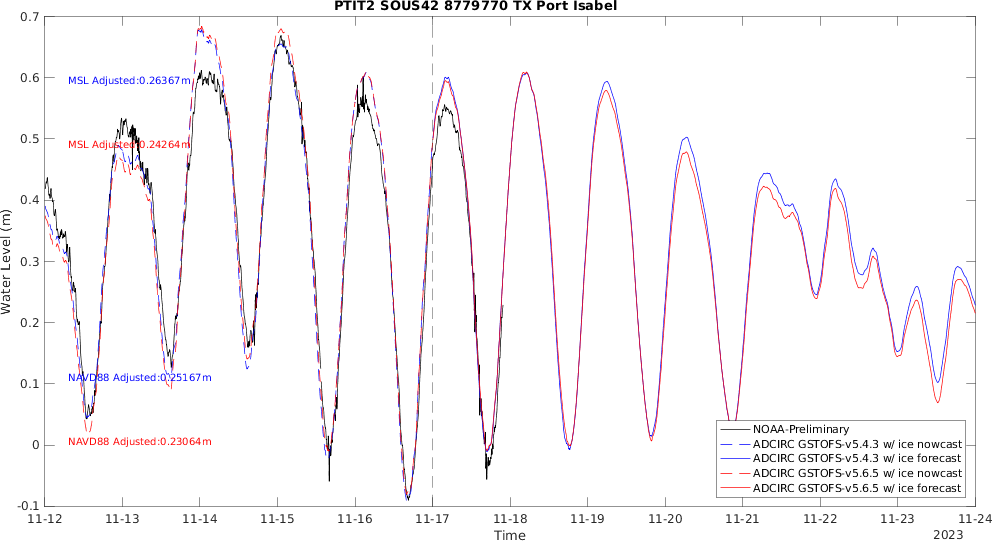 PTIT2 SOUS42 8779770 TX Port Isabel
0.7
0.6
0.5
0.4
0.3
0.2
0.1
0
-0.1
Water Level (m)
MSL Adjusted:0.26367m
MSL Adjusted:0.24264m
NAVD88 Adjusted:0.25167m
NAVD88 Adjusted:0.23064m
NOAA-Preliminary
ADCIRC GSTOFS-v5.4.3 w/ ice nowcast
ADCIRC GSTOFS-v5.4.3 w/ ice forecast
ADCIRC GSTOFS-v5.6.5 w/ ice nowcast
ADCIRC GSTOFS-v5.6.5 w/ ice forecast
11-12 11-13 11-14 11-15 11-16 11-17 11-18 11-19 11-20 11-21 11-22 11-23 11-24
Time
2023